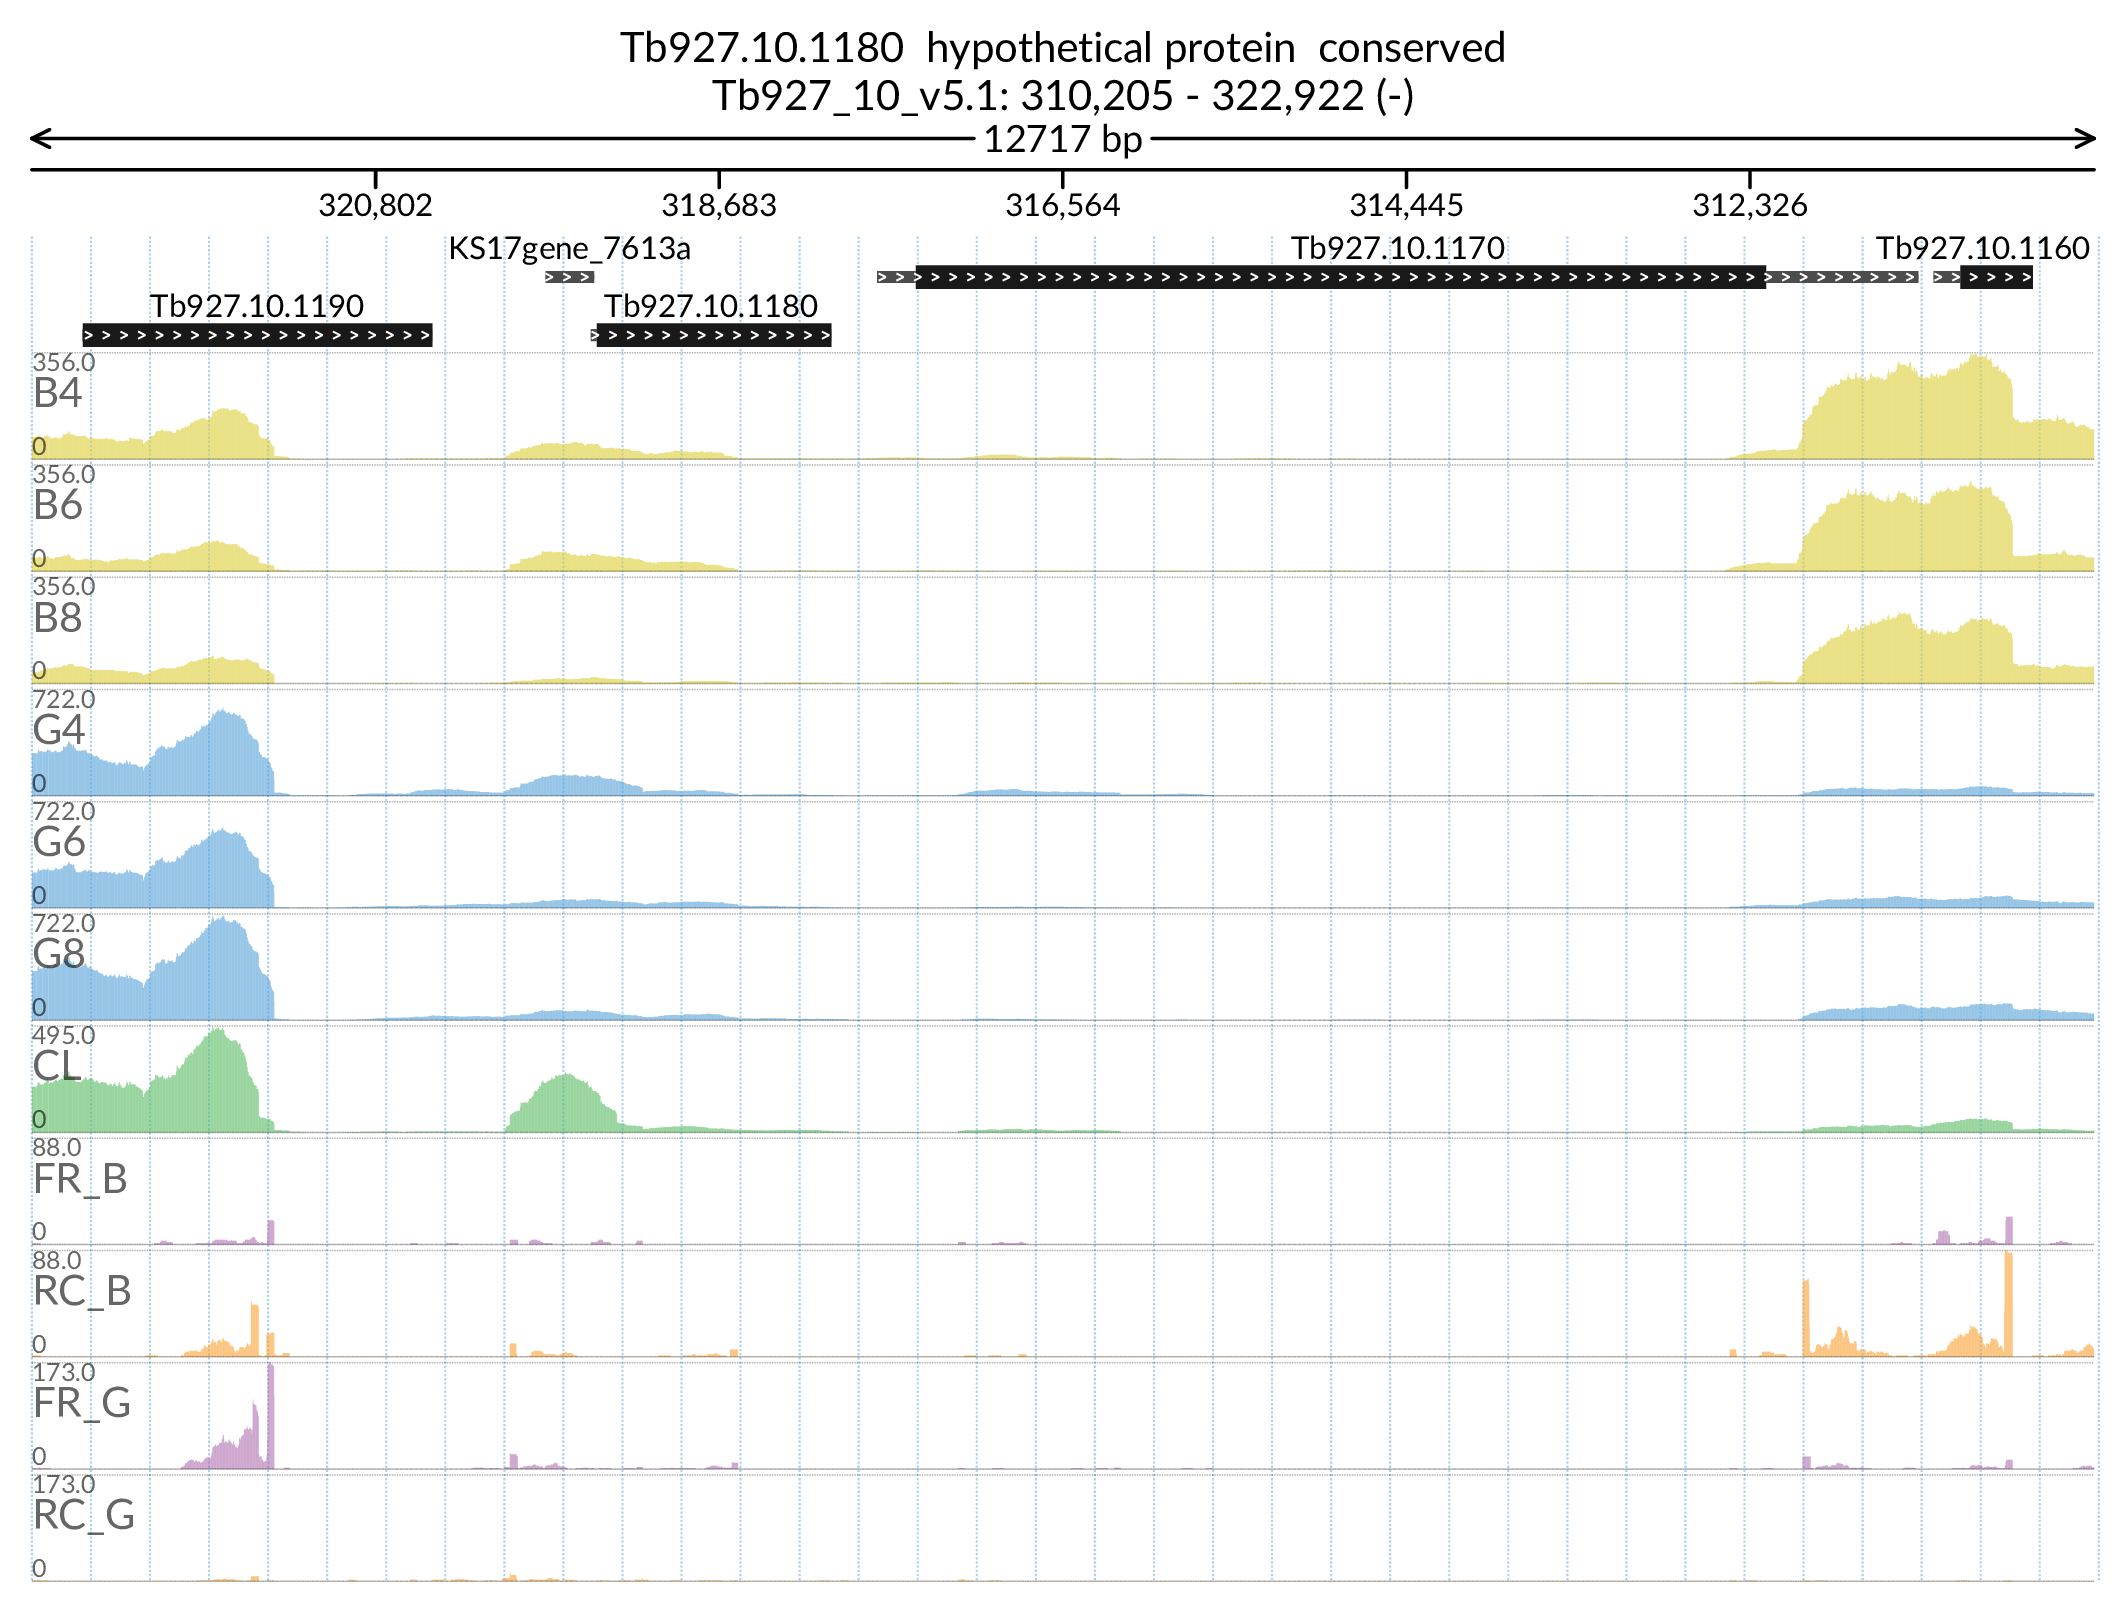 Tb927.10.1180 hypothetical protein conserved
Tb927_10_v5.1: 310,205 - 322,922 (-)
12717 bp
320,802 318,683 316,564 314,445 312,326
KS17gene_7613a Tb927.10.1170 Tb927.10.1160
Tb927.10.1190 Tb927.10.1180
356.0
B4
0
356.0
B6
0
356.0
B8
0
722.0
G4
0
722.0
G6
0
722.0
G8
0
495.0
CL
0
88.0
FR_B
0
88.0
RC_B
0
173.0
FR_G
0
173.0
RC_G
0